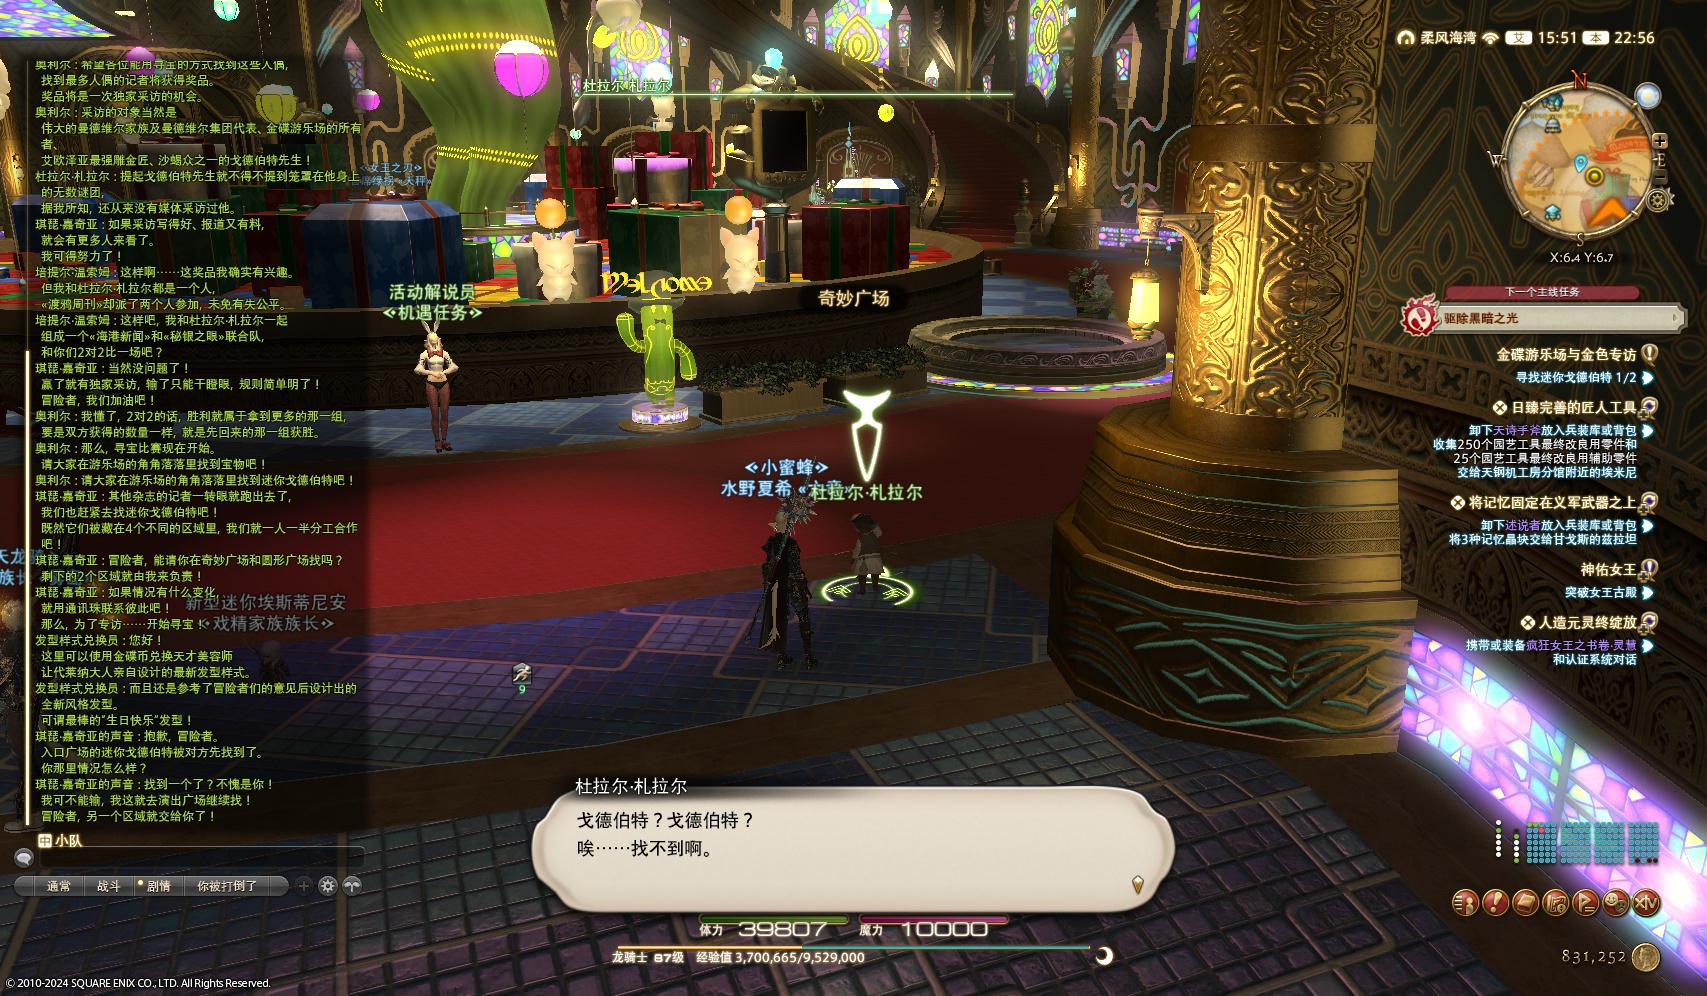 奥利尔：希望各位能用寻宝的方式找到这些人偶，
找到最多人偶的记者将获得奖品。
奖品将是一次独家采访的机会。
奥利尔：采访的对象当然是
伟大的曼德维尔家族及曼德维尔集团代表、金碟游乐场的所有
者、
艾欧泽亚最强雕金匠、沙蝎众之一的戈德伯特先生！
杜拉尔·札拉尔：提起戈德伯特先生就不得不提到笼罩在他身上
的无数谜团，
据我所知，还从来没有媒体采访过他。
琪琵·嘉奇亚：如果采访写得好、报道又有料，
就会有更多人来看了。
我可得努力了！
培提尔·温索姆：这样啊……这奖品我确实有兴趣。
但我和杜拉尔·札拉尔都是一个人，
«渡鸦周刊»却派了两个人参加，未免有失公平。
培提尔·温索姆：这样吧，我和杜拉尔·札拉尔一起
组成一个«海港新闻»和«秘银之眼»联合队，
和你们2对2比一场吧？
琪琵·嘉奇亚：当然没问题了！
赢了就有独家采访，输了只能干瞪眼，规则简单明了！
冒险者，我们加油吧！
奥利尔：我懂了，2对2的话，胜利就属于拿到更多的那一组，
要是双方获得的数量一样，就是先回来的那一组获胜。
奥利尔：那么，寻宝比赛现在开始。
请大家在游乐场的角角落落里找到宝物吧！
奥利尔：请大家在游乐场的角角落落里找到迷你戈德伯特吧！
琪琵·嘉奇亚：其他杂志的记者一转眼就跑出去了，
我们也赶紧去找迷你戈德伯特吧！
既然它们被藏在4个不同的区域里，我们就一人一半分工合作
吧！
琪琵·嘉奇亚：冒险者，能请你在奇妙广场和圆形广场找吗？
剩下的2个区域就由我来负责！
琪琵·嘉奇亚：如果情况有什么变化，
就用通讯珠联系彼此吧！
那么，为了专访……开始寻宝！
发型样式兑换员：您好！
这里可以使用金碟币兑换天才美容师
让代莱纳大人亲自设计的最新发型样式。
发型样式兑换员：而且还是参考了冒险者们的意见后设计出的
全新风格发型。
可谓最棒的“生日快乐”发型！
琪琵·嘉奇亚的声音：抱歉，冒险者。
入口广场的迷你戈德伯特被对方先找到了。
你那里情况怎么样？
琪琵·嘉奇亚的声音：找到一个了？不愧是你！
我可不能输，我这就去演出广场继续找！
冒险者，另一个区域就交给你了！
小队
通常 战斗 剧情 你被打倒了
杜拉尔·札拉尔
«女王之刃»
活动解说员
«机遇任务»
Welcome
奇妙广场
«小蜜蜂»
水野夏希
杜拉尔·札拉尔
新型迷你埃斯蒂尼安
«戏精家族族长»
9
杜拉尔·札拉尔
戈德伯特？戈德伯特？
唉……找不到啊。
体力 39807 魔力 10000
龙骑士 87级 经验值 3,700,665/9,529,000
柔风海湾 艾 15:51 本 22:56
N
W
E
S
X:6.4 Y:6.7
下一个主线任务
驱除黑暗之光
金碟游乐场与金色专访
寻找迷你戈德伯特 1/2
日臻完善的匠人工具
卸下天诗手斧放入兵装库或背包
收集250个园艺工具最终改良用零件和
25个园艺工具最终改良用辅助零件
交给天钢机工房分馆附近的埃米尼
将记忆固定在义军武器之上
卸下述说者放入兵装库或背包
将3种记忆晶块交给甘戈斯的兹拉坦
神佑女王
突破女王古殿
人造元灵终绽放
携带或装备疯狂女王之书卷·灵慧
和认证系统对话
XIV
831,252
© 2010-2024 SQUARE ENIX CO., LTD. All Rights Reserved.